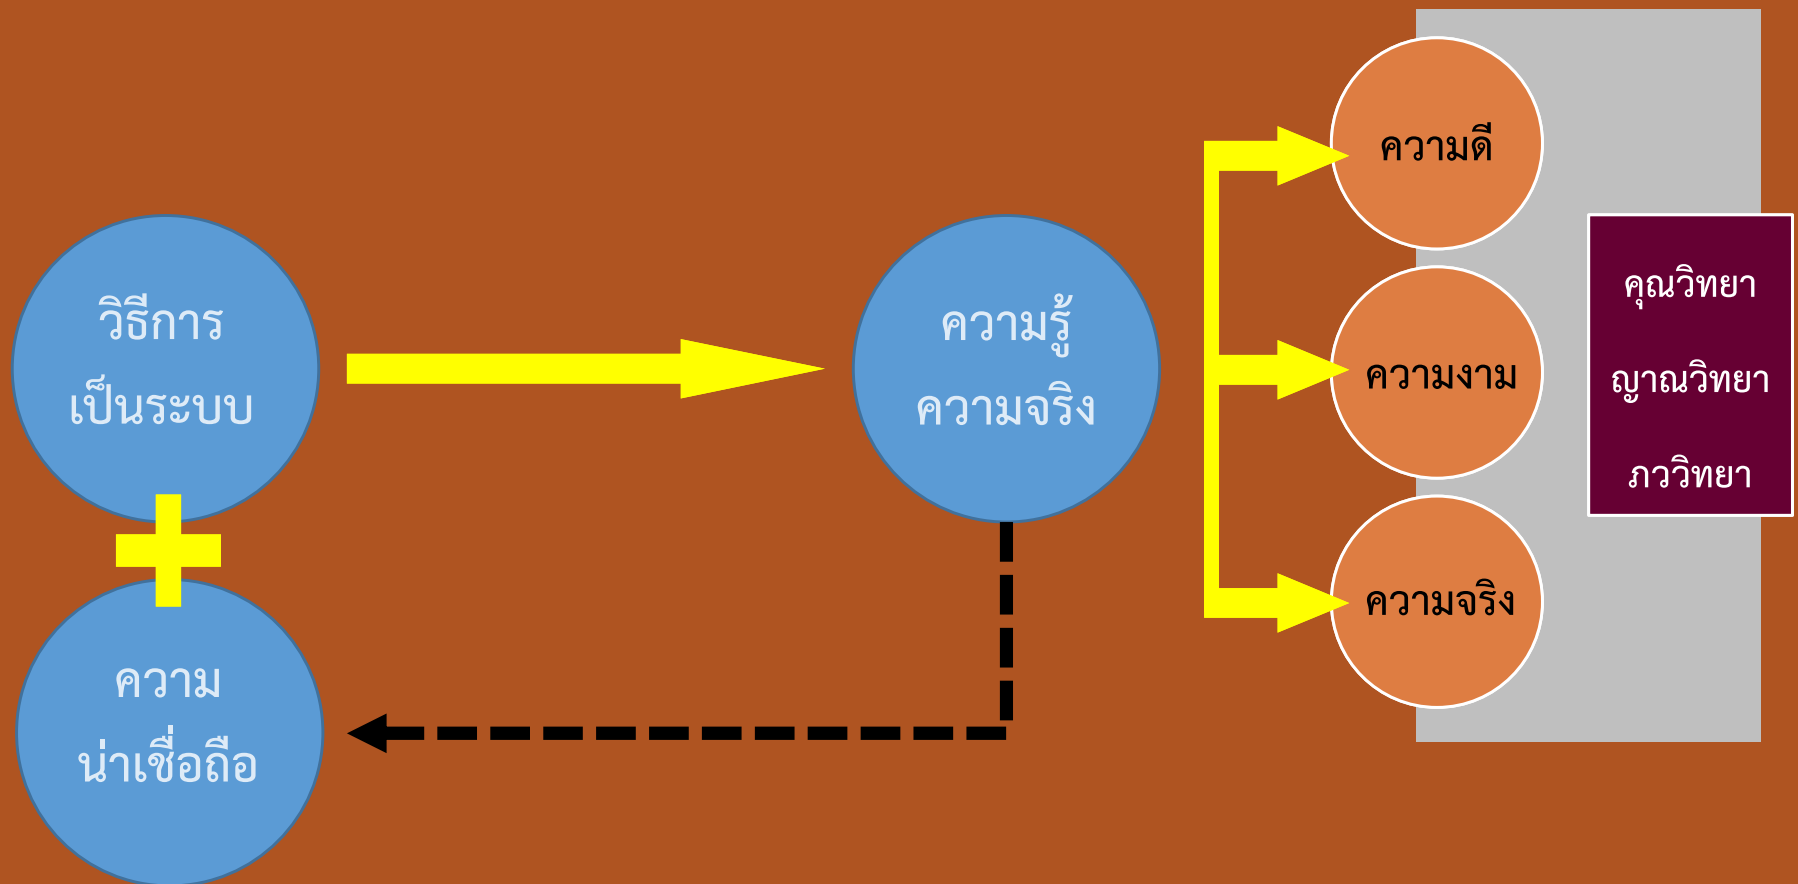 วิธีการ
เป็นระบบ
ความ
น่าเชื่อถือ
ความรู้
ความจริง
ความดี
ความงาม
ความจริง
คุณวิทยา
ญาณวิทยา
ภววิทยา